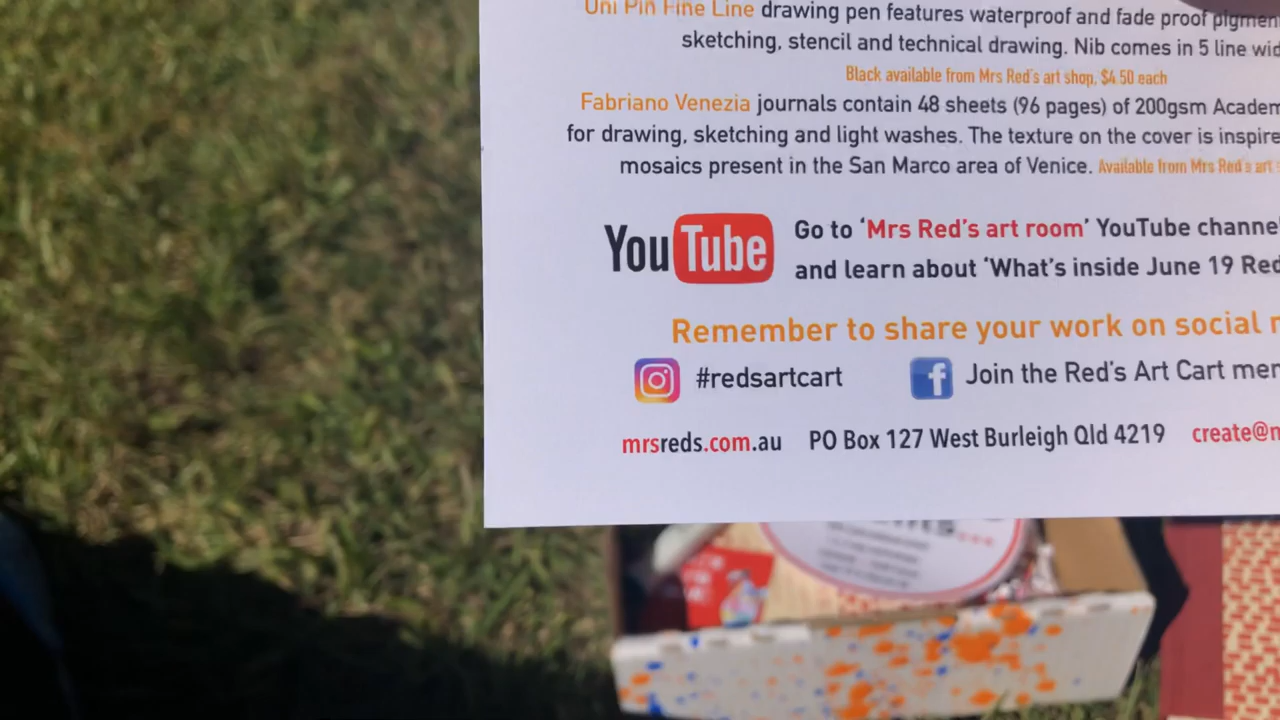 Uni Pin Fine Line drawing pen features waterproof and fade proof
sketching, stencil and technical drawing. Nib comes in 5 line
Black available from Mrs Red's art shop, $4.50 each
Fabriano Venezia journals contain 48 sheets (96 pages) of 200gsm
for drawing, sketching and light washes. The texture on the cover is
mosaics present in the San Marco area of Venice. Available from Mrs Red's art
YouTube
Go to ‘Mrs Red's art room’ YouTube
and learn about ‘What's inside June 19
Remember to share your work on social
#redsartcart
Join the Red's Art Cart
mrsreds.com.au PO Box 127 West Burleigh Qld 4219